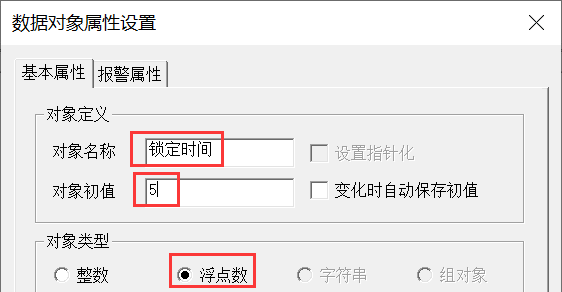 数据对象属性设置
基本属性 报警属性
对象定义
对象名称 锁定时间 设置指针化
对象初值 5 变化时自动保存初值
对象类型
整数 浮点数 字符串 组对象